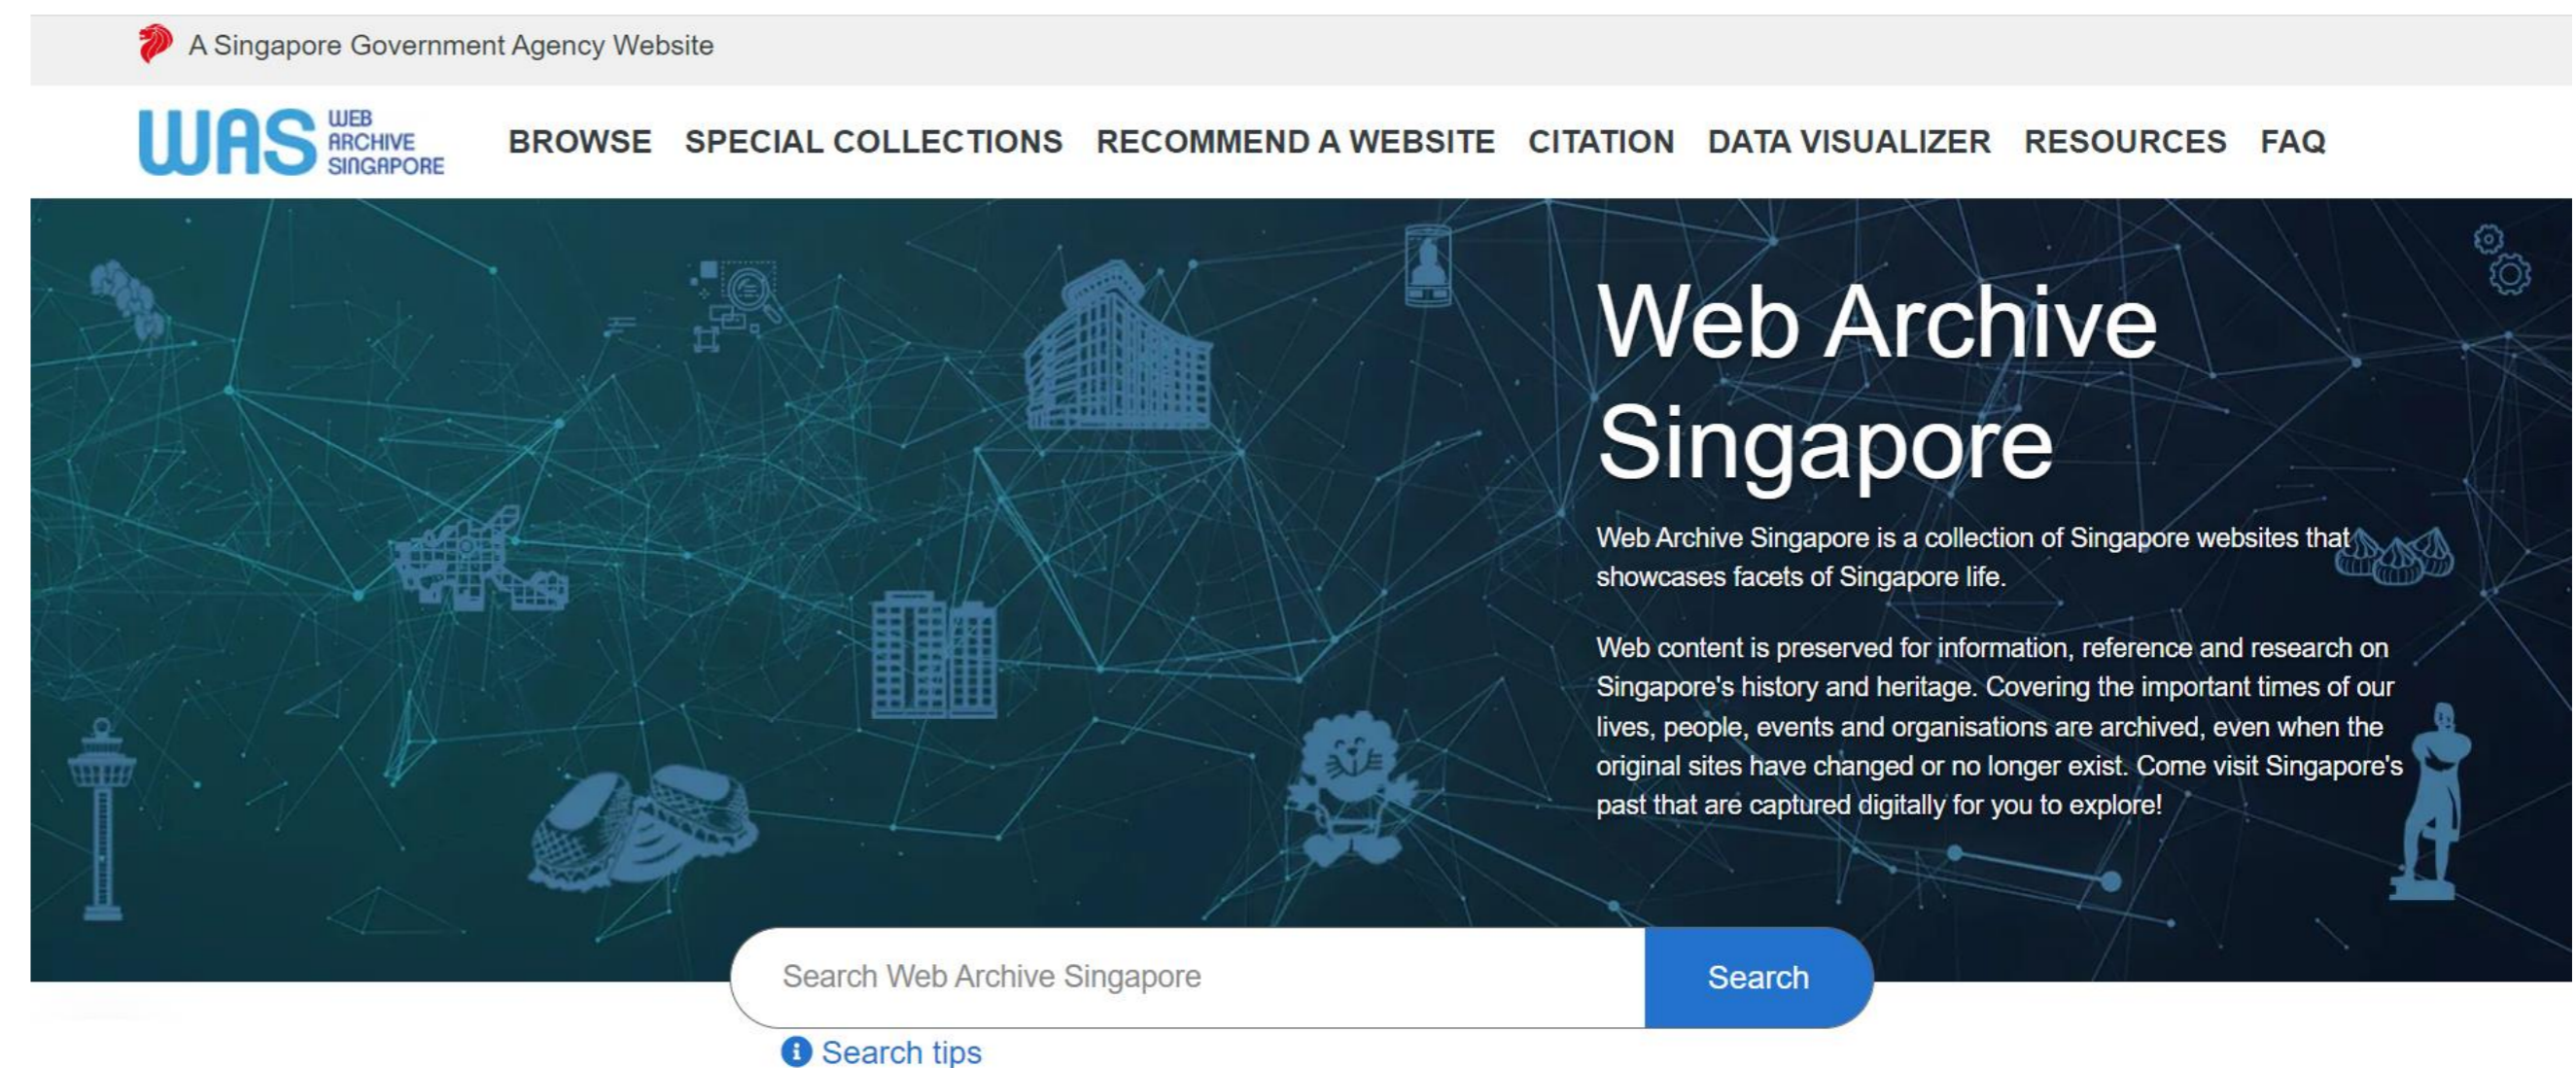 A Singapore Government Agency Website
WAS
WEB
ARCHIVE
SINGAPORE
BROWSE SPECIAL COLLECTIONS RECOMMEND A WEBSITE CITATION DATA VISUALIZER RESOURCES FAQ
Web Archive
Singapore
Web Archive Singapore is a collection of Singapore websites that
showcases facets of Singapore life.
Web content is preserved for information, reference and research on
Singapore's history and heritage. Covering the important times of our
lives, people, events and organisations are archived, even when the
original sites have changed or no longer exist. Come visit Singapore's
past that are captured digitally for you to explore!
Search Web Archive Singapore
Search
Search tips